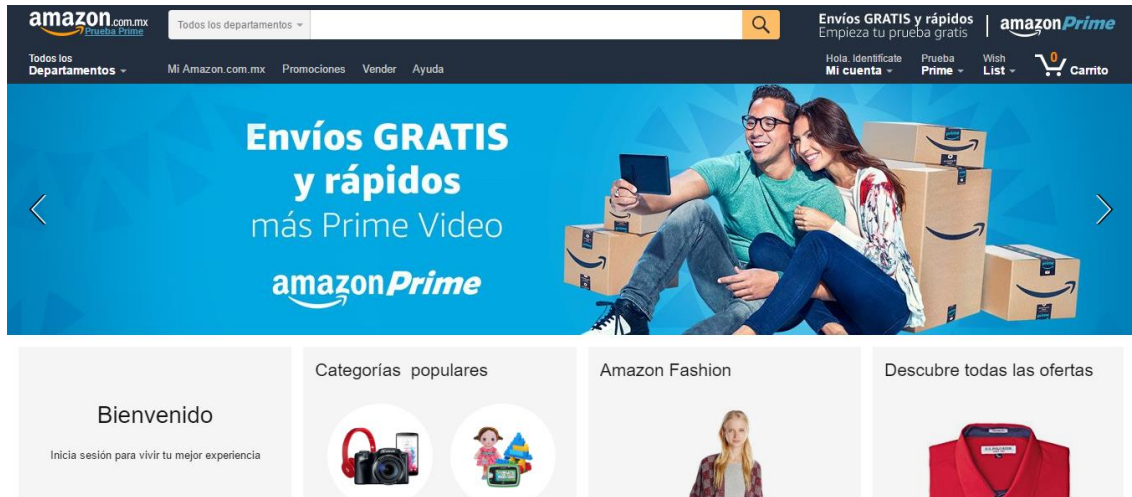 amazon.com.mx
Prueba Prime
Todos los departamentos
Envíos GRATIS y rápidos
Empieza tu prueba gratis
amazonPrime
Todos los
Departamentos
Mi Amazon.com.mx Promociones Vender Ayuda
Hola. Identifícate
Mi cuenta
Prueba
Prime
Wish
List
0
Carrito
Envíos GRATIS
y rápidos
más Prime Video
amazonPrime
Bienvenido
Inicia sesión para vivir tu mejor experiencia
Categorías populares
Amazon Fashion
Descubre todas las ofertas